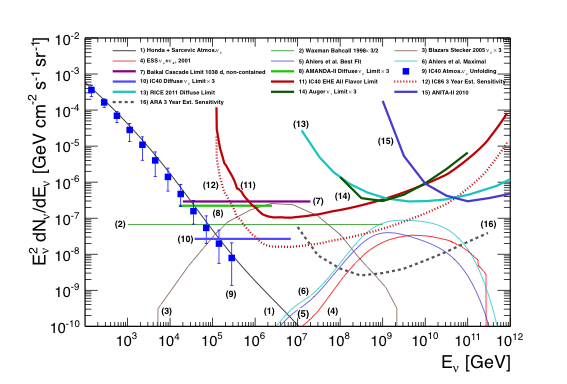 10^-2
10^-3
10^-4
10^-5
10^-6
10^-7
10^-8
10^-9
10^-10
E_ν^2 dN_ν/dE_ν [GeV cm^-2 s^-1 sr^-1]
1) Honda + Sarcevic Atmo. ν_e
2) Waxman Bahcall 1998× 3/2
3) Blazars Stecker 2005 ν_e × 3
4) ESS ν_e+ν_e, 2001
5) Ahlers et al. Best Fit
6) Ahlers et al. Maximal
7) Baikal Cascade Limit 1038 d, non-contained
8) AMANDA-II Diffuse ν_x Limit × 3
9) IC40 Atmo. ν_μ Unfolding
10) IC40 Diffuse ν_μ Limit × 3
11) IC40 EHE All Flavor Limit
12) IC86 3 Year Est. Sensitivity
13) RICE 2011 Diffuse Limit
14) Auger ν_τ Limit × 3
15) ANITA-II 2010
16) ARA 3 Year Est. Sensitivity
(13)
(15)
(12)
(11)
(14)
(7)
(8)
(2)
(16)
(10)
(9)
(6)
(3)
(1)
(5)
(4)
10^3 10^4 10^5 10^6 10^7 10^8 10^9 10^10 10^11 10^12
E_ν [GeV]